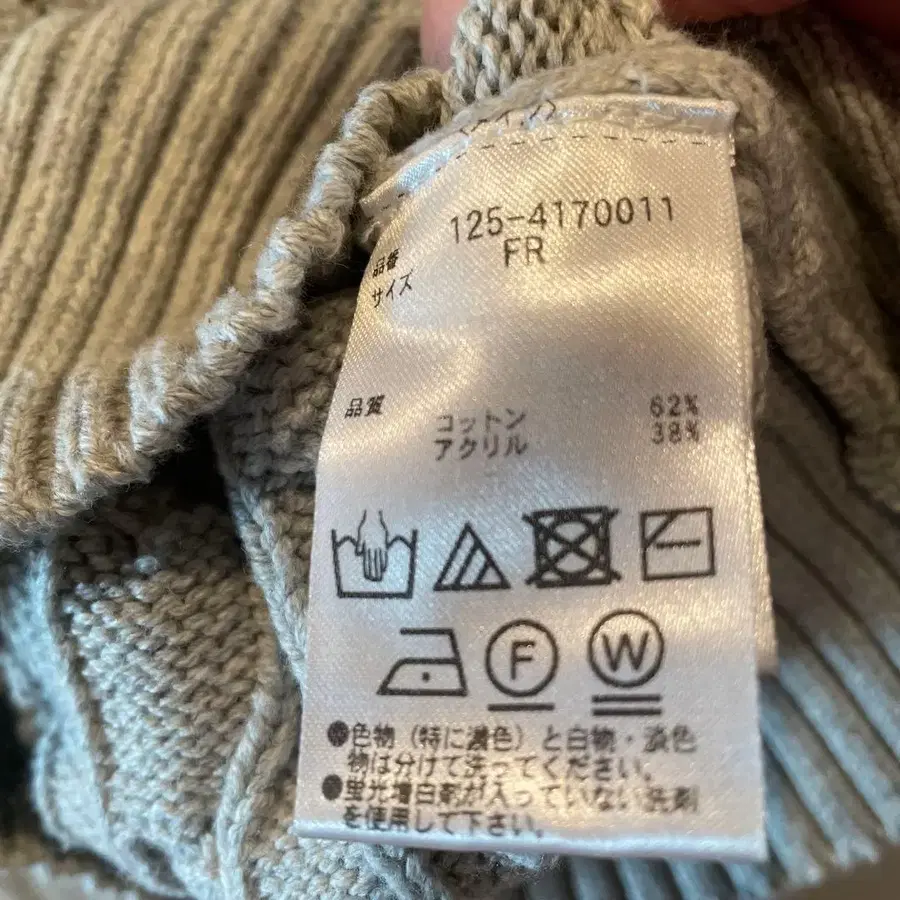 品番 125-4170011
サイズ FR
品質 コットン 62%
アクリル 38%
F W
●色物（特に濃色）と白物・淡色
物は分けて洗ってください。
●蛍光増白剤が入っていない洗剤
を使用して下さい。